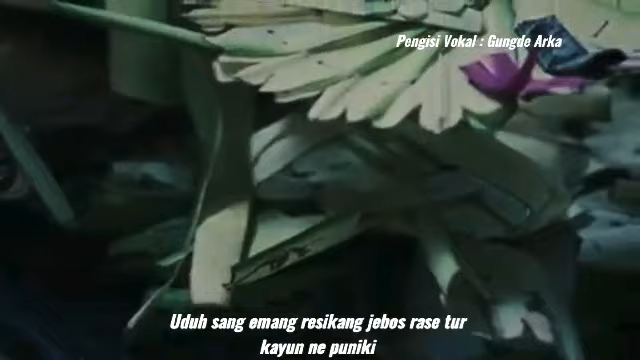 Pengisi Vokal : Gungde Arka
Uduh sang emang resikang jebos rase tur
kayun ne puniki